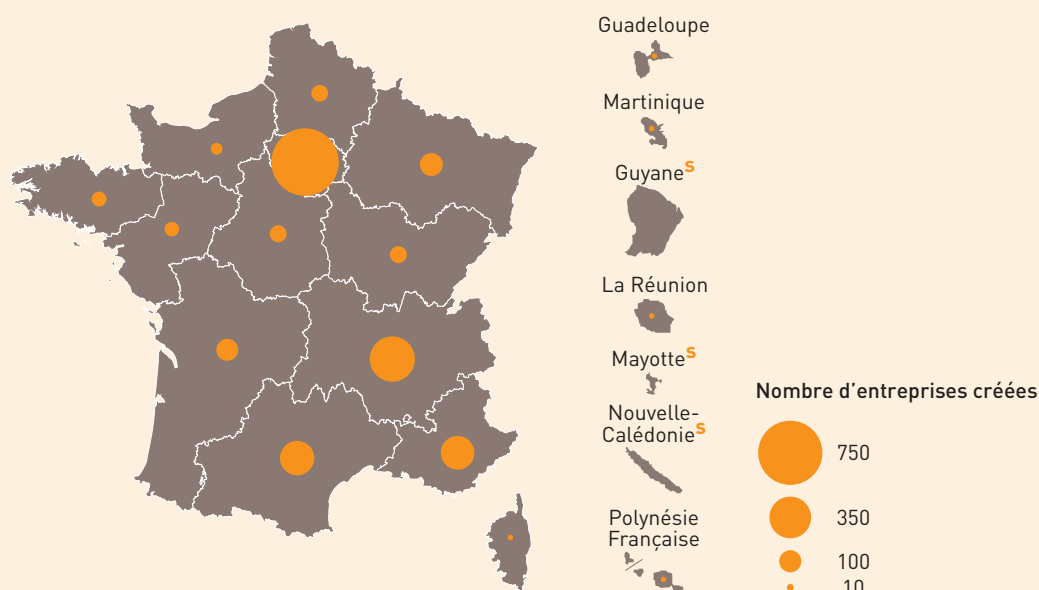 Guadeloupe
Martinique
Guyane s
La Réunion
Mayotte s
Nouvelle-
Calédonie s
Polynésie
Française
Nombre d’entreprises créées
750
350
100
10